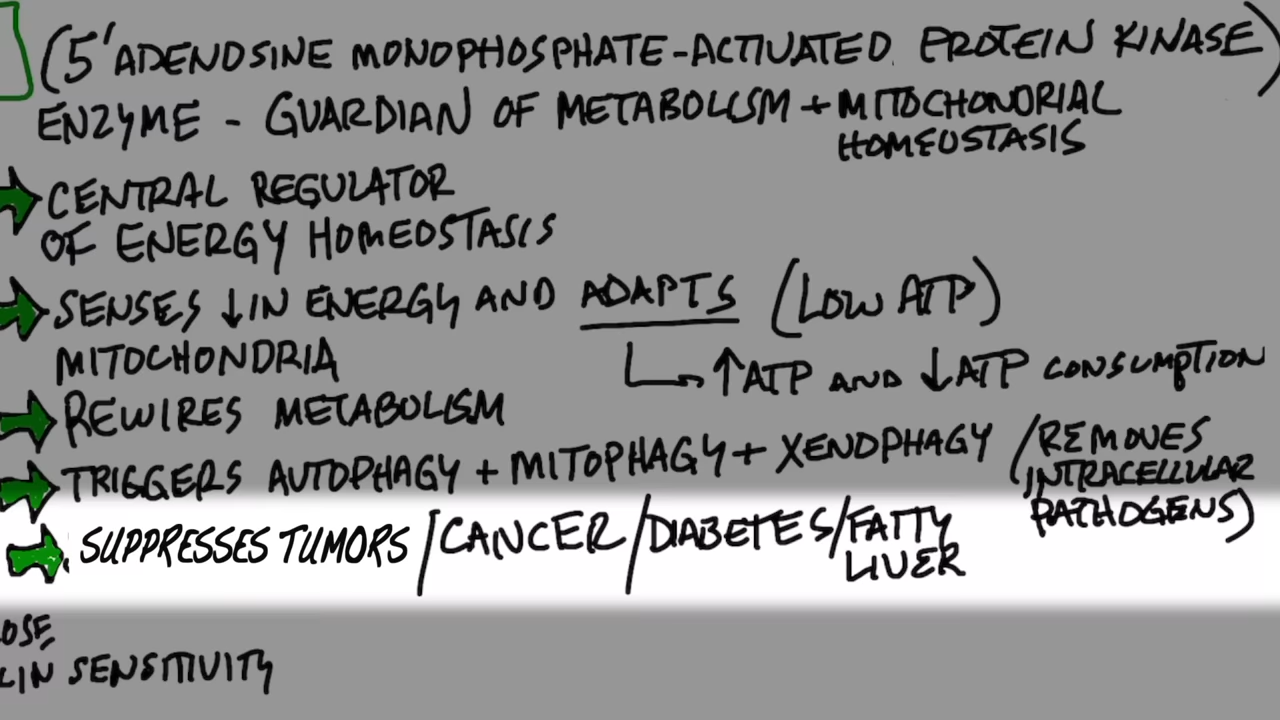 (5' ADENOSINE MONOPHOSPHATE-ACTIVATED PROTEIN KINASE)
ENZYME - GUARDIAN OF METABOLISM + MITOCHONDRIAL
HOMEOSTASIS
CENTRAL REGULATOR
OF ENERGY HOMEOSTASIS
SENSES ↓ IN ENERGY AND ADAPTS (LOW ATP)
MITOCHONDRIA
↑ATP AND ↓ATP CONSUMPTION
REWIRES METABOLISM
TRIGGERS AUTOPHAGY + MITOPHAGY + XENOPHAGY (REMOVES
INTRACELLULAR
PATHOGENS)
SUPPRESSES TUMORS/CANCER/DIABETES/FATTY
LIVER
OSE
LIN SENSITIVITY